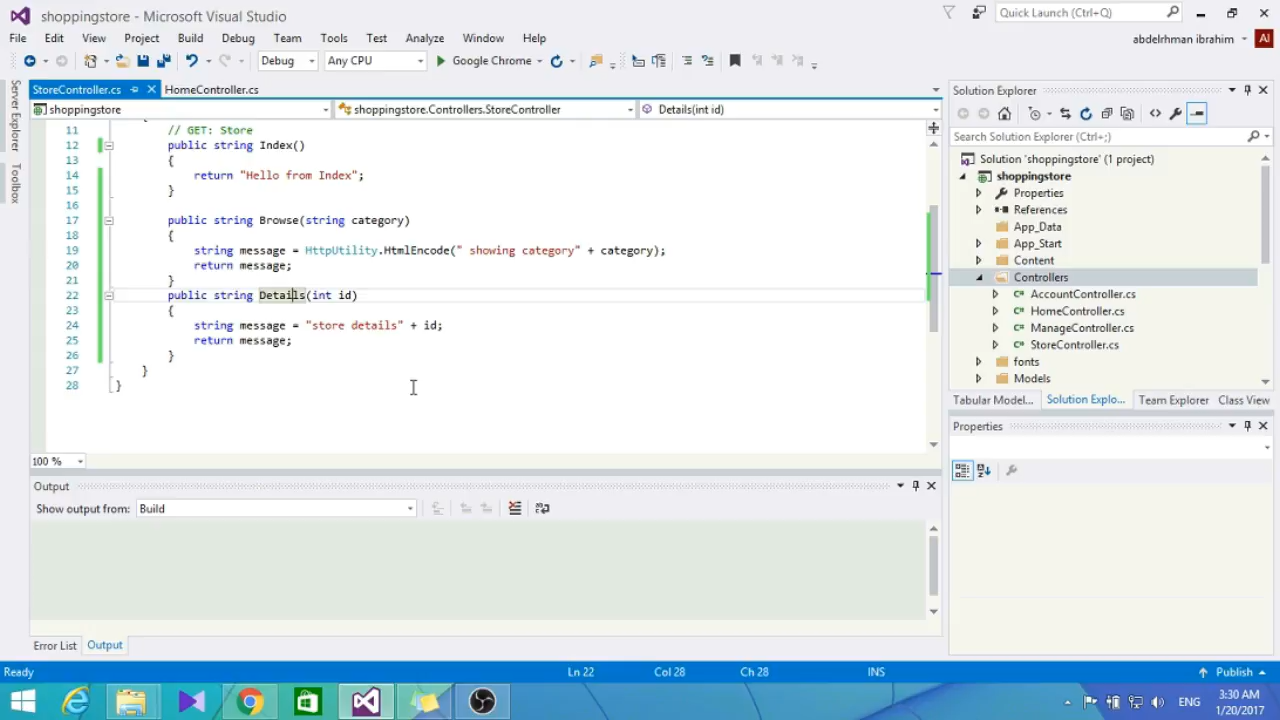 shoppingstore - Microsoft Visual Studio
Quick Launch (Ctrl+Q)
File Edit View Project Build Debug Team Tools Test Analyze Window Help
abdelrhman ibrahim AI
Debug Any CPU Google Chrome
Server Explorer
Toolbox
StoreController.cs HomeController.cs
shoppingstore shoppingstore.Controllers.StoreController Details(int id)
11 // GET: Store
12 public string Index()
13 {
14 return "Hello from Index";
15 }
16
17 public string Browse(string category)
18 {
19 string message = HttpUtility.HtmlEncode(" showing category" + category);
20 return message;
21 }
22 public string Details(int id)
23 {
24 string message = "store details" + id;
25 return message;
26 }
27 }
28 }
100 %
Output
Show output from: Build
Error List Output
Solution Explorer
Search Solution Explorer (Ctrl+;)
Solution 'shoppingstore' (1 project)
shoppingstore
Properties
References
App_Data
App_Start
Content
Controllers
AccountController.cs
HomeController.cs
ManageController.cs
StoreController.cs
fonts
Models
Tabular Model... Solution Explo... Team Explorer Class View
Properties
Ready Ln 22 Col 28 Ch 28 INS Publish
ENG
3:30 AM
1/20/2017